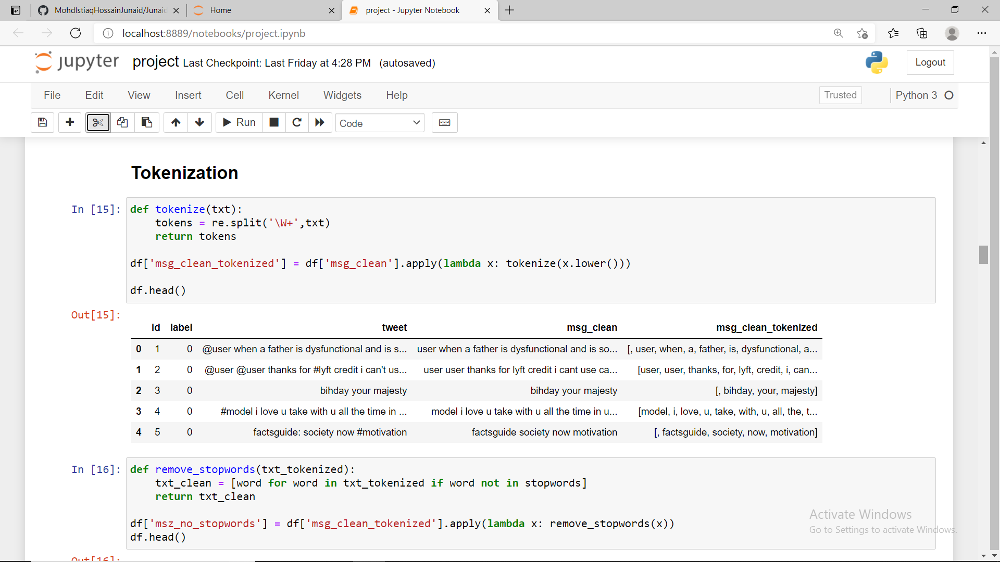 MohdIstiaqHossainJunaid/Junaid
Home
project - Jupyter Notebook
localhost:8889/notebooks/project.ipynb
jupyter project Last Checkpoint: Last Friday at 4:28 PM (autosaved)
Logout
File Edit View Insert Cell Kernel Widgets Help
Trusted
Python 3
Run
Code
Tokenization
In [15]:
def tokenize(txt):
    tokens = re.split('\W+',txt)
    return tokens
df['msg_clean_tokenized'] = df['msg_clean'].apply(lambda x: tokenize(x.lower()))
df.head()
Out[15]:
id label tweet msg_clean msg_clean_tokenized
0 1 0 @user when a father is dysfunctional and is s... user when a father is dysfunctional and is so... [, user, when, a, father, is, dysfunctional, a...
1 2 0 @user @user thanks for #lyft credit i can't us... user user thanks for lyft credit i cant use ca... [user, user, thanks, for, lyft, credit, i, can...
2 3 0 bihday your majesty bihday your majesty [, bihday, your, majesty]
3 4 0 #model i love u take with u all the time in ... model i love u take with u all the time in u... [model, i, love, u, take, with, u, all, the, t...
4 5 0 factsguide: society now #motivation factsguide society now motivation [, factsguide, society, now, motivation]
In [16]:
def remove_stopwords(txt_tokenized):
    txt_clean = [word for word in txt_tokenized if word not in stopwords]
    return txt_clean
df['msz_no_stopwords'] = df['msg_clean_tokenized'].apply(lambda x: remove_stopwords(x))
df.head()
Activate Windows
Go to Settings to activate Windows.
Out[16]: